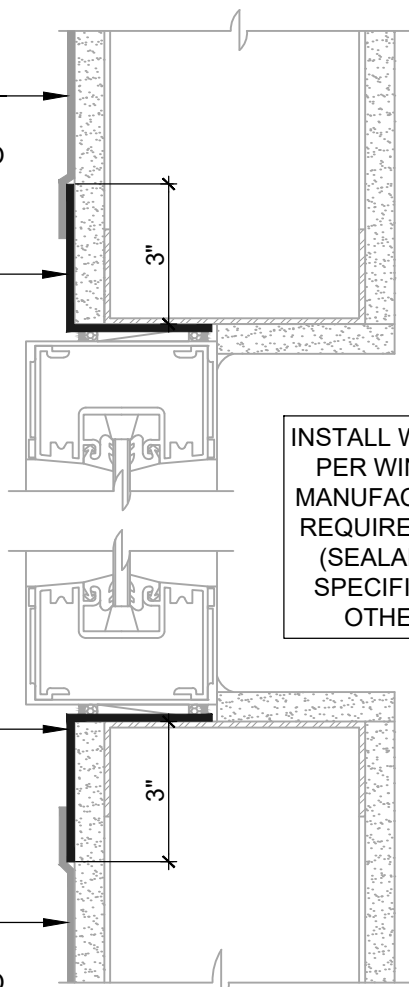 3"
INSTALL W
PER WIN
MANUFAC
REQUIRE
(SEALA
SPECIFI
OTHE
3"